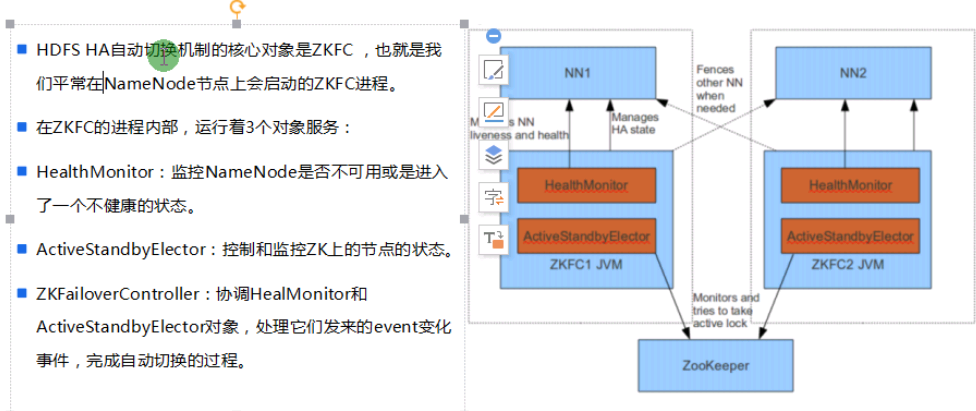 HDFS HA自动切换机制的核心对象是ZKFC ，也就是我
们平常在NameNode节点上会启动的ZKFC进程。
在ZKFC的进程内部，运行着3个对象服务：
HealthMonitor：监控NameNode是否不可用或是进入
了一个不健康的状态。
ActiveStandbyElector：控制和监控ZK上的节点的状态。
ZKFailoverController：协调HealMonitor和
ActiveStandbyElector对象，处理它们发来的event变化
事件，完成自动切换的过程。
NN1
NN2
Fences
other NN
when
needed
NN
liveness and health
Manages
HA state
HealthMonitor
ActiveStandbyElector
ZKFC1 JVM
HealthMonitor
ActiveStandbyElector
ZKFC2 JVM
Monitors and
tries to take
active lock
ZooKeeper
字
T